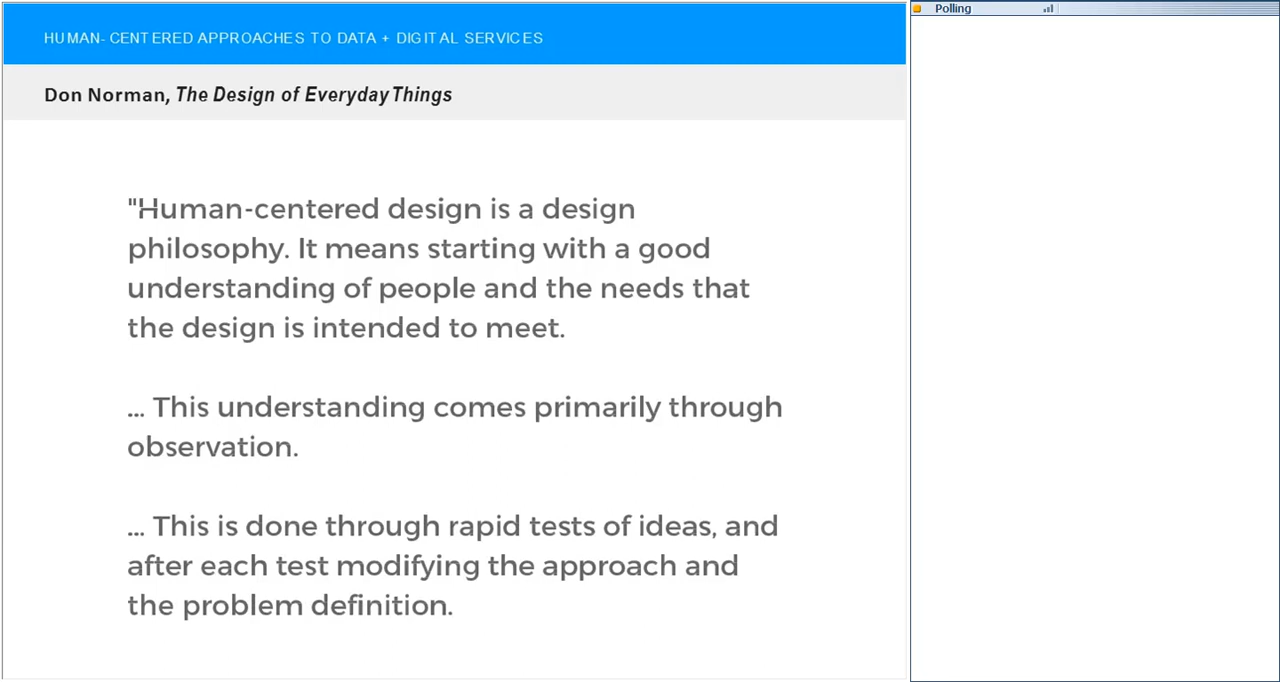 HUMAN- CENTERED APPROACHES TO DATA + DIGITAL SERVICES
Polling
Don Norman, The Design of Everyday Things
"Human-centered design is a design
philosophy. It means starting with a good
understanding of people and the needs that
the design is intended to meet.
... This understanding comes primarily through
observation.
... This is done through rapid tests of ideas, and
after each test modifying the approach and
the problem definition.